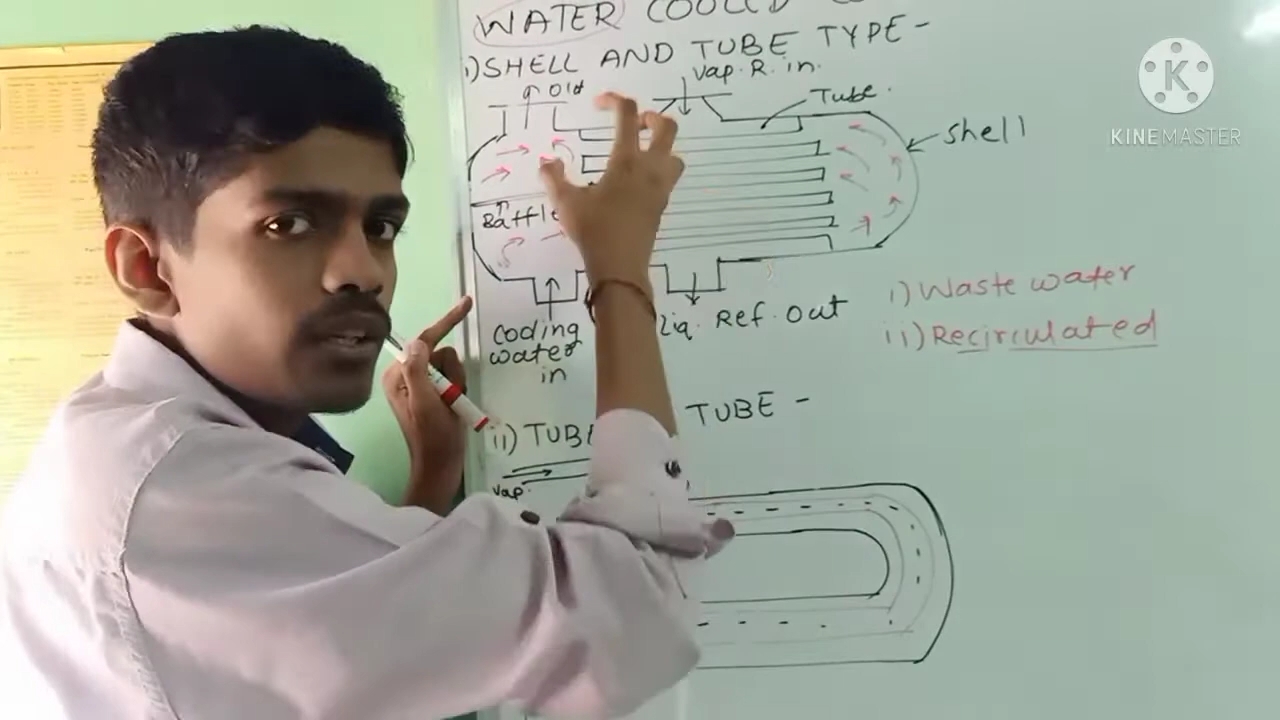 WATER COOLED
i) SHELL AND TUBE TYPE -
Vap. R. in.
Tube.
Shell
Baffle
Coding
water
in
Liq. Ref. Out
i) Waste water
ii) Recirculated
ii) TUBE TUBE -
Vap.
K
KINEMASTER